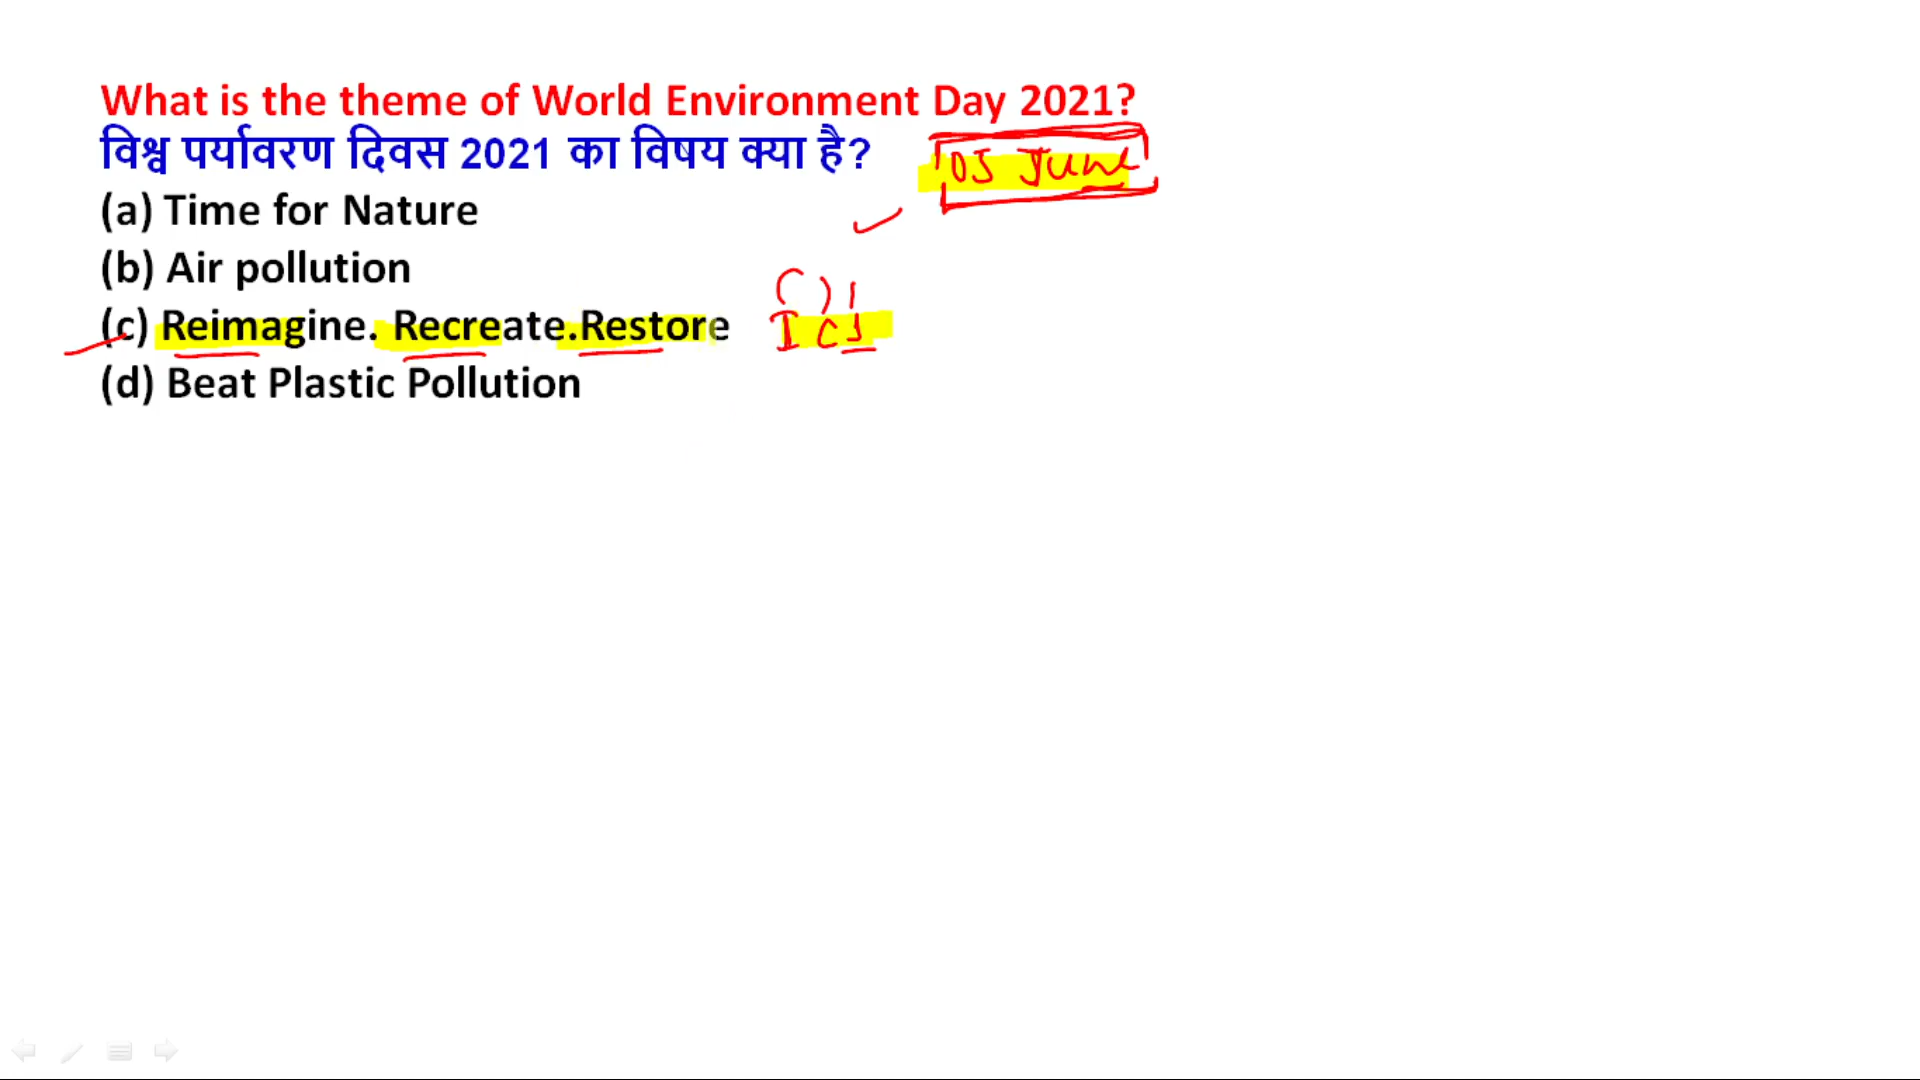 What is the theme of World Environment Day 2021?
विश्व पर्यावरण दिवस 2021 का विषय क्या है?
05 June
(a) Time for Nature
(b) Air pollution
(c) Reimagine. Recreate.Restore
(d) Beat Plastic Pollution